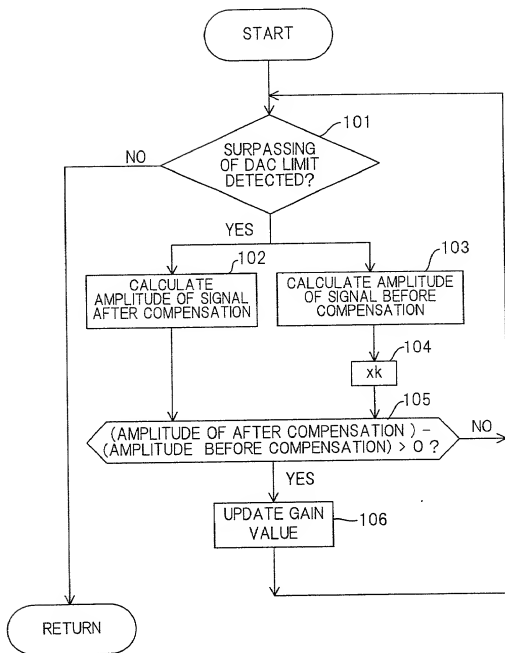 START
101
SURPASSING
OF DAC LIMIT
DETECTED?
NO
YES
102
CALCULATE
AMPLITUDE OF SIGNAL
AFTER COMPENSATION
103
CALCULATE AMPLITUDE
OF SIGNAL BEFORE
COMPENSATION
104
xk
105
(AMPLITUDE OF AFTER COMPENSATION) -
(AMPLITUDE BEFORE COMPENSATION) > 0 ?
NO
YES
UPDATE GAIN
VALUE
106
RETURN